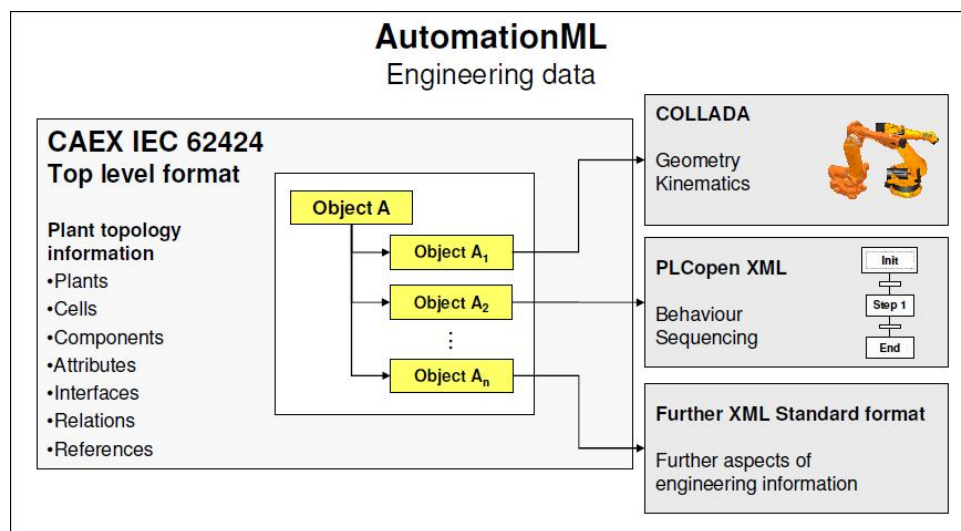 AutomationML
Engineering data
CAEX IEC 62424
Top level format
Plant topology
information
•Plants
•Cells
•Components
•Attributes
•Interfaces
•Relations
•References
Object A
Object A₁
Object A₂
⋮
Object Aₙ
COLLADA
Geometry
Kinematics
PLCopen XML
Behaviour
Sequencing
Init
Step 1
End
Further XML Standard format
Further aspects of
engineering information